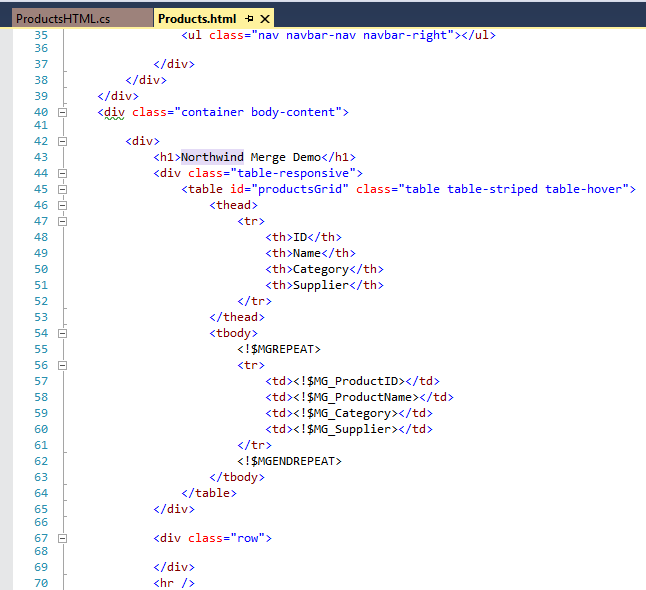 ProductsHTML.cs Products.html
35 <ul class="nav navbar-nav navbar-right"></ul>
36
37 </div>
38 </div>
39 </div>
40 <div class="container body-content">
41
42 <div>
43 <h1>Northwind Merge Demo</h1>
44 <div class="table-responsive">
45 <table id="productsGrid" class="table table-striped table-hover">
46 <thead>
47 <tr>
48 <th>ID</th>
49 <th>Name</th>
50 <th>Category</th>
51 <th>Supplier</th>
52 </tr>
53 </thead>
54 <tbody>
55 <!$MGREPEAT>
56 <tr>
57 <td><!$MG_ProductID></td>
58 <td><!$MG_ProductName></td>
59 <td><!$MG_Category></td>
60 <td><!$MG_Supplier></td>
61 </tr>
62 <!$MGENDREPEAT>
63 </tbody>
64 </table>
65 </div>
66
67 <div class="row">
68
69 </div>
70 <hr />